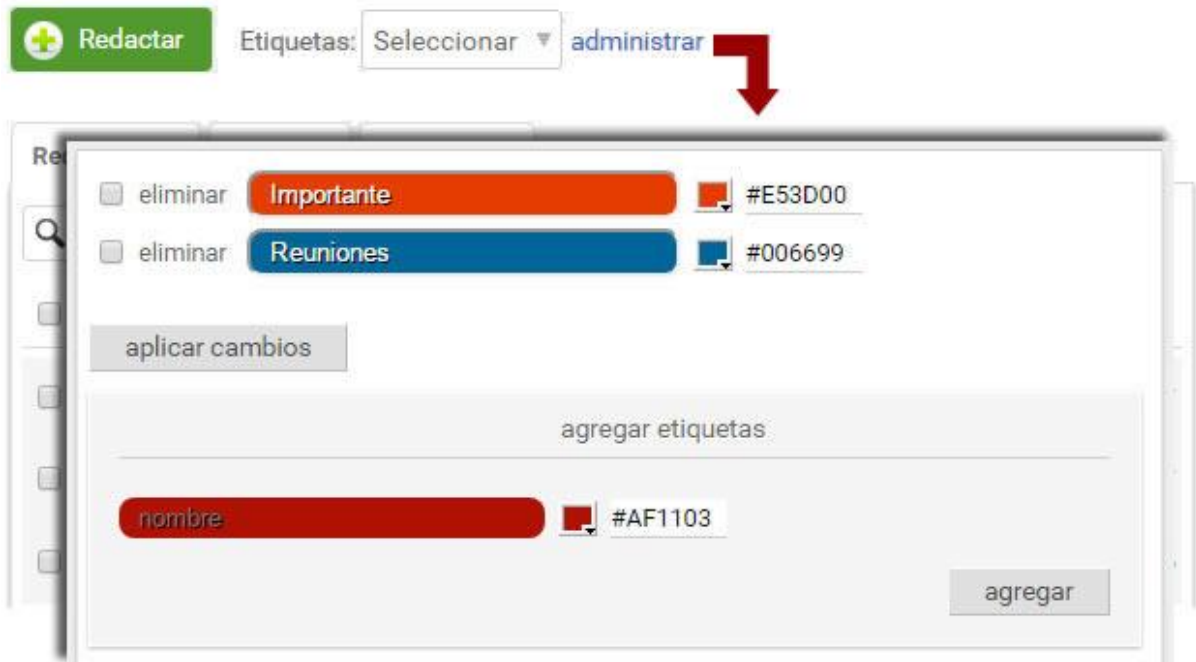 Redactar Etiquetas: Seleccionar administrar
eliminar Importante #E53D00
eliminar Reuniones #006699
aplicar cambios
agregar etiquetas
nombre #AF1103
agregar